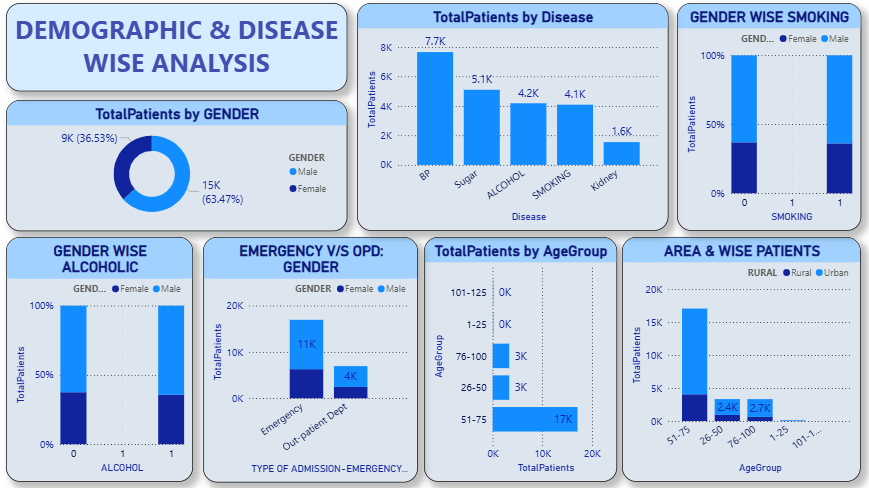 DEMOGRAPHIC & DISEASE
WISE ANALYSIS
TotalPatients by GENDER
9K (36.53%)
15K
(63.47%)
GENDER
Male
Female
TotalPatients by Disease
TotalPatients
8K
6K
4K
2K
0K
7.7K
5.1K
4.2K
4.1K
1.6K
BP
Sugar
ALCOHOL
SMOKING
Kidney
Disease
GENDER WISE SMOKING
GEND... Female Male
TotalPatients
100%
50%
0%
0 1 1
SMOKING
GENDER WISE
ALCOHOLIC
GEND... Female Male
TotalPatients
100%
50%
0%
0 1 1
ALCOHOL
EMERGENCY V/S OPD:
GENDER
GENDER Female Male
TotalPatients
20K
10K
0K
11K
4K
Emergency
Out-patient Dept
TYPE OF ADMISSION-EMERGENCY...
TotalPatients by AgeGroup
AgeGroup
101-125 0K
1-25 0K
76-100 3K
26-50 3K
51-75 17K
0K 10K 20K
TotalPatients
AREA & WISE PATIENTS
RURAL Rural Urban
TotalPatients
20K
15K
10K
5K
0K
2.4K
2.7K
51-75
26-50
76-100
1-25
101-1...
AgeGroup